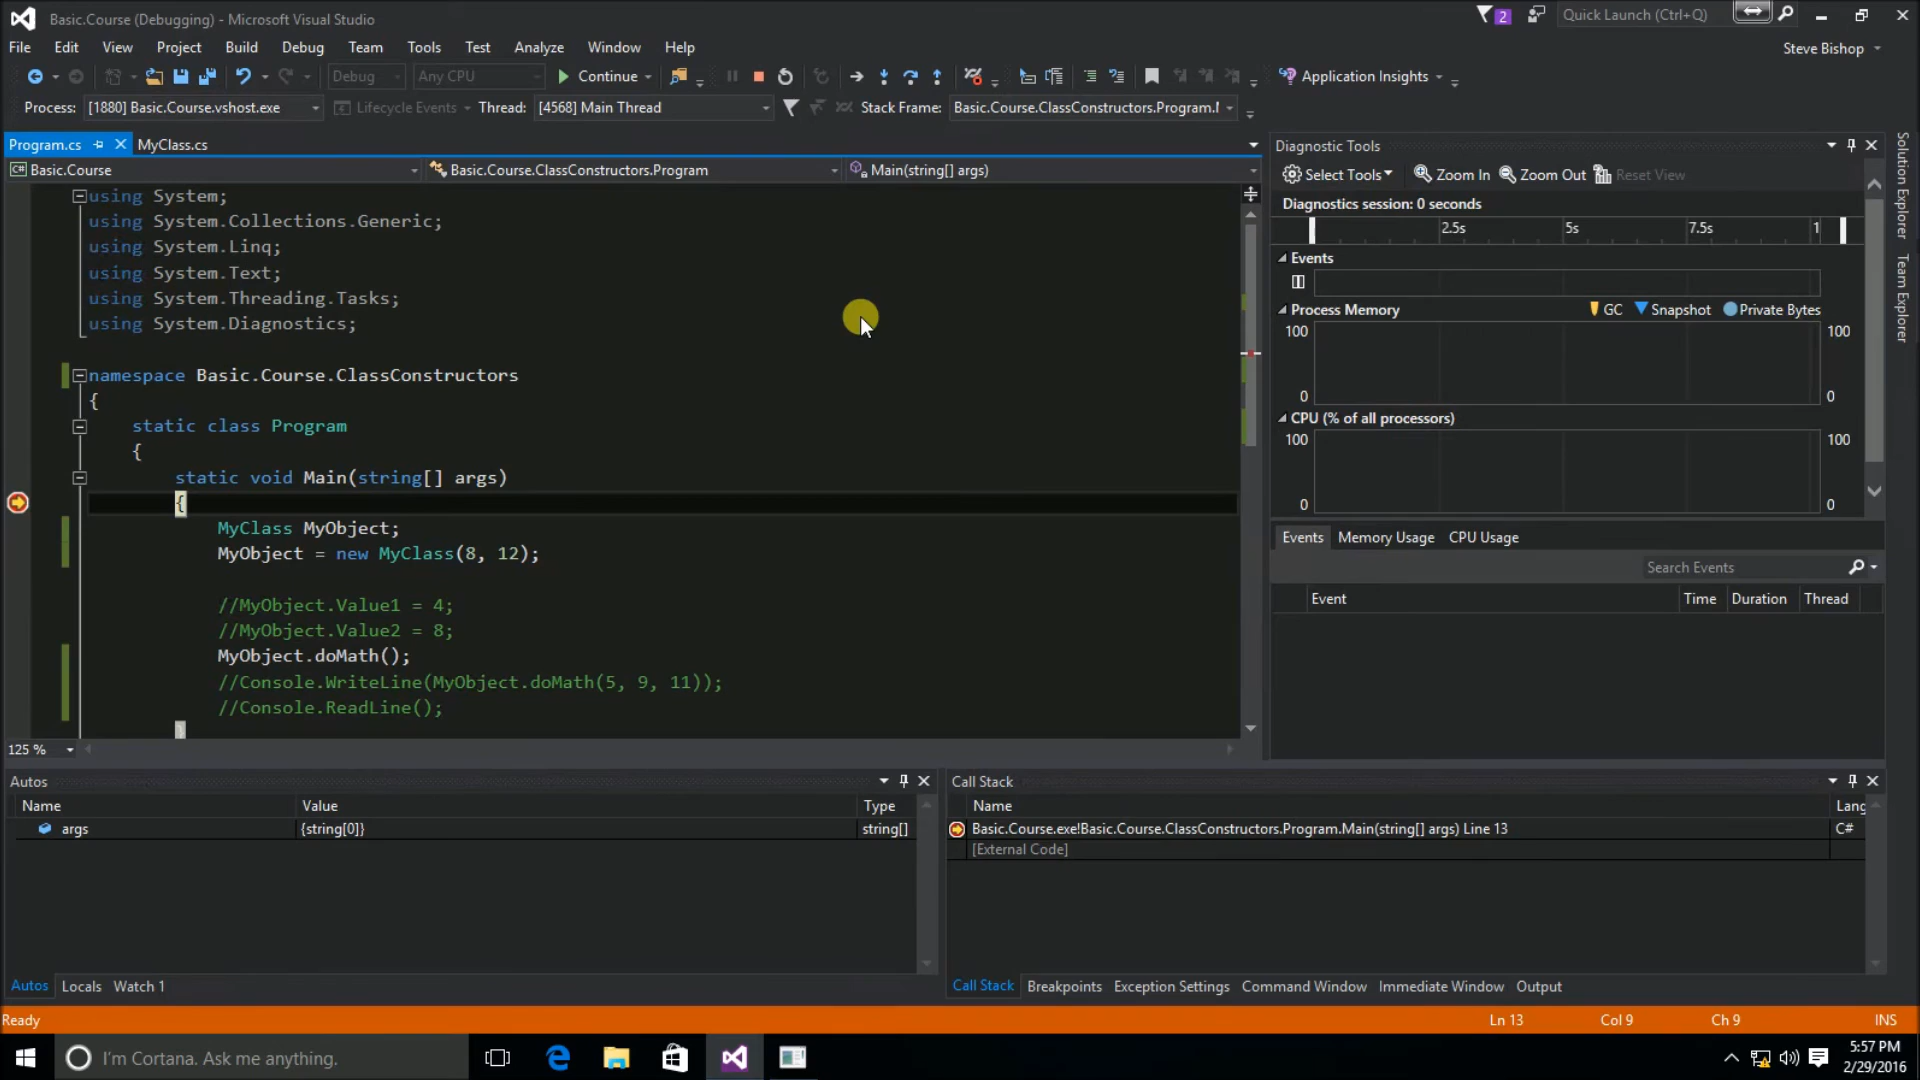 Basic.Course (Debugging) - Microsoft Visual Studio
2
Quick Launch (Ctrl+Q)
File Edit View Project Build Debug Team Tools Test Analyze Window Help
Steve Bishop
Debug Any CPU Continue Application Insights
Process: [1880] Basic.Course.vshost.exe Lifecycle Events Thread: [4568] Main Thread Stack Frame: Basic.Course.ClassConstructors.Program.
Program.cs MyClass.cs
C# Basic.Course Basic.Course.ClassConstructors.Program Main(string[] args)
using System;
using System.Collections.Generic;
using System.Linq;
using System.Text;
using System.Threading.Tasks;
using System.Diagnostics;
namespace Basic.Course.ClassConstructors
{
static class Program
{
static void Main(string[] args)
{
MyClass MyObject;
MyObject = new MyClass(8, 12);
//MyObject.Value1 = 4;
//MyObject.Value2 = 8;
MyObject.doMath();
//Console.WriteLine(MyObject.doMath(5, 9, 11));
//Console.ReadLine();
}
125 %
Diagnostic Tools
Select Tools Zoom In Zoom Out Reset View
Diagnostics session: 0 seconds
2.5s 5s 7.5s 1
Events
Process Memory GC Snapshot Private Bytes
100 100
0 0
CPU (% of all processors)
100 100
0 0
Events Memory Usage CPU Usage
Search Events
Event Time Duration Thread
Solution Explorer
Team Explorer
Autos
Name Value Type
args {string[0]} string[]
Autos Locals Watch 1
Call Stack
Name Lang
Basic.Course.exe!Basic.Course.ClassConstructors.Program.Main(string[] args) Line 13 C#
[External Code]
Call Stack Breakpoints Exception Settings Command Window Immediate Window Output
Ready Ln 13 Col 9 Ch 9 INS
I'm Cortana. Ask me anything.
5:57 PM
2/29/2016